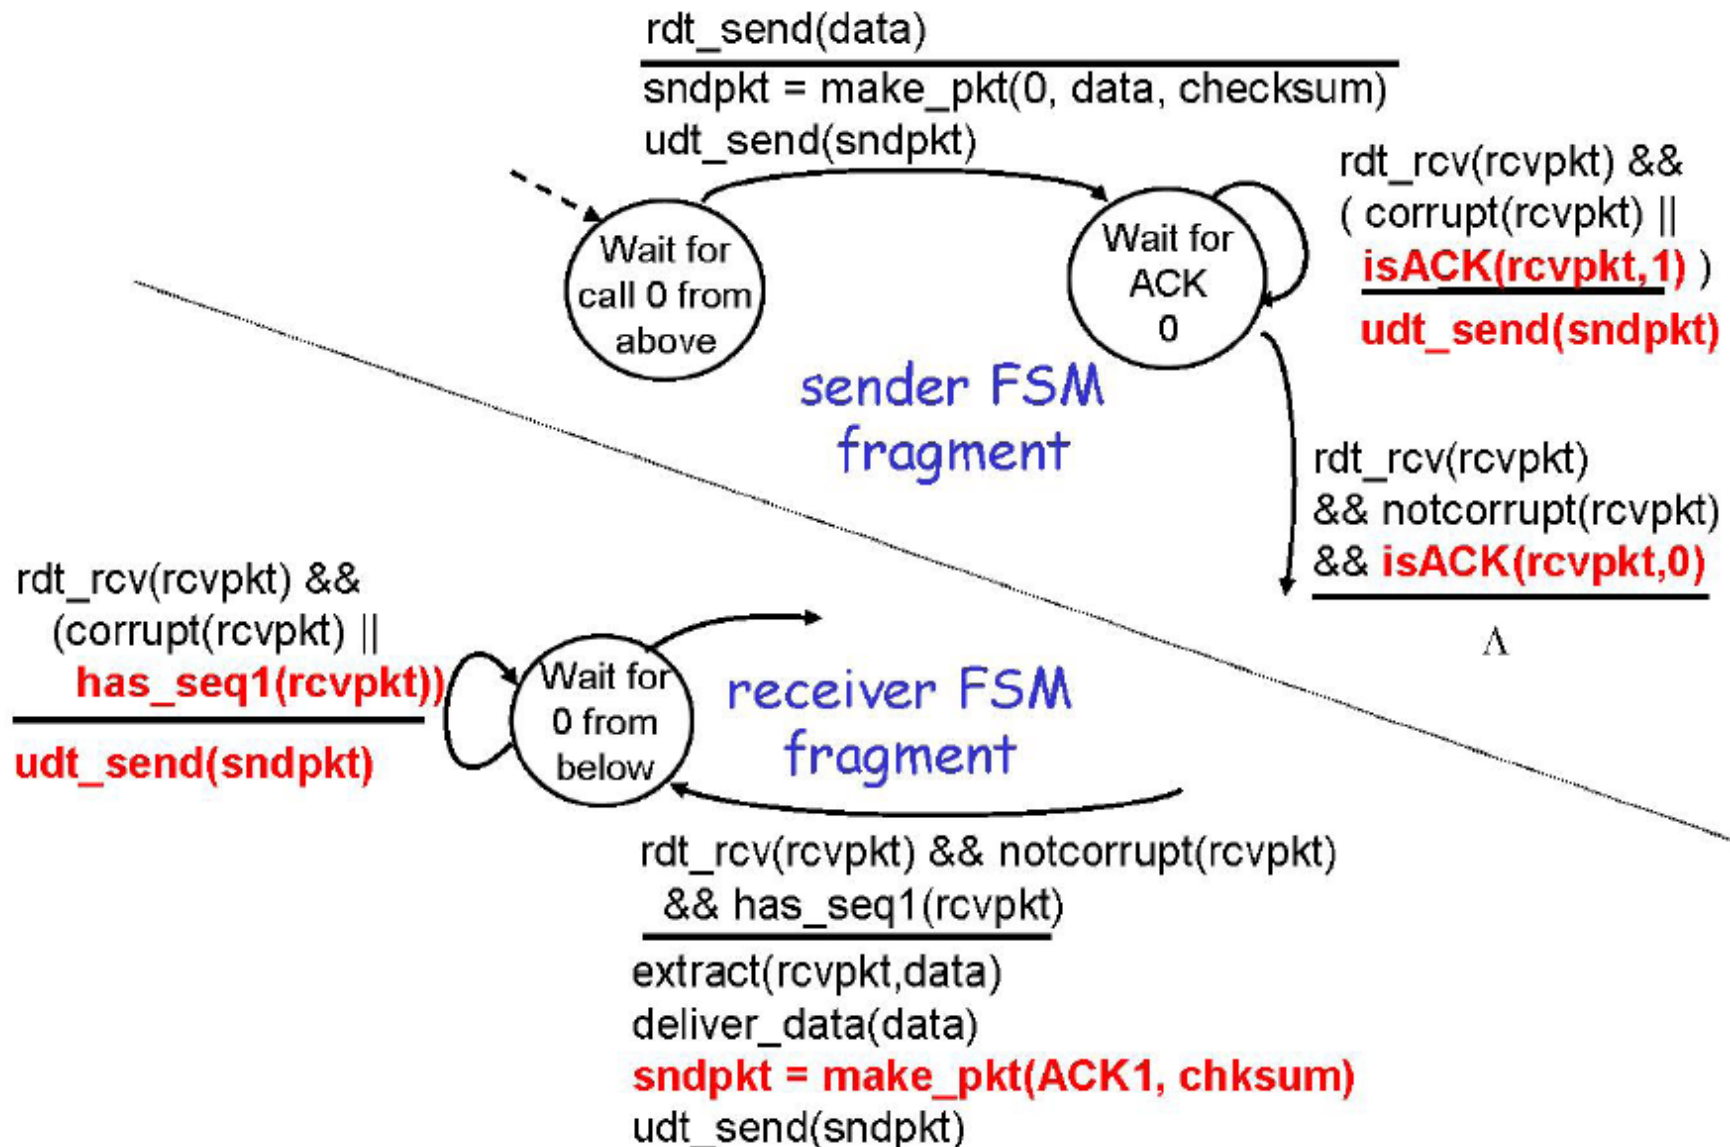 rdt_send(data)
sndpkt = make_pkt(0, data, checksum)
udt_send(sndpkt)
rdt_rcv(rcvpkt) &&
( corrupt(rcvpkt) ||
isACK(rcvpkt,1) )
udt_send(sndpkt)
Wait for
call 0 from
above
Wait for
ACK
0
sender FSM
fragment
rdt_rcv(rcvpkt)
&& notcorrupt(rcvpkt)
&& isACK(rcvpkt,0)
Λ
rdt_rcv(rcvpkt) &&
(corrupt(rcvpkt) ||
has_seq1(rcvpkt))
udt_send(sndpkt)
Wait for
0 from
below
receiver FSM
fragment
rdt_rcv(rcvpkt) && notcorrupt(rcvpkt)
&& has_seq1(rcvpkt)
extract(rcvpkt,data)
deliver_data(data)
sndpkt = make_pkt(ACK1, chksum)
udt_send(sndpkt)